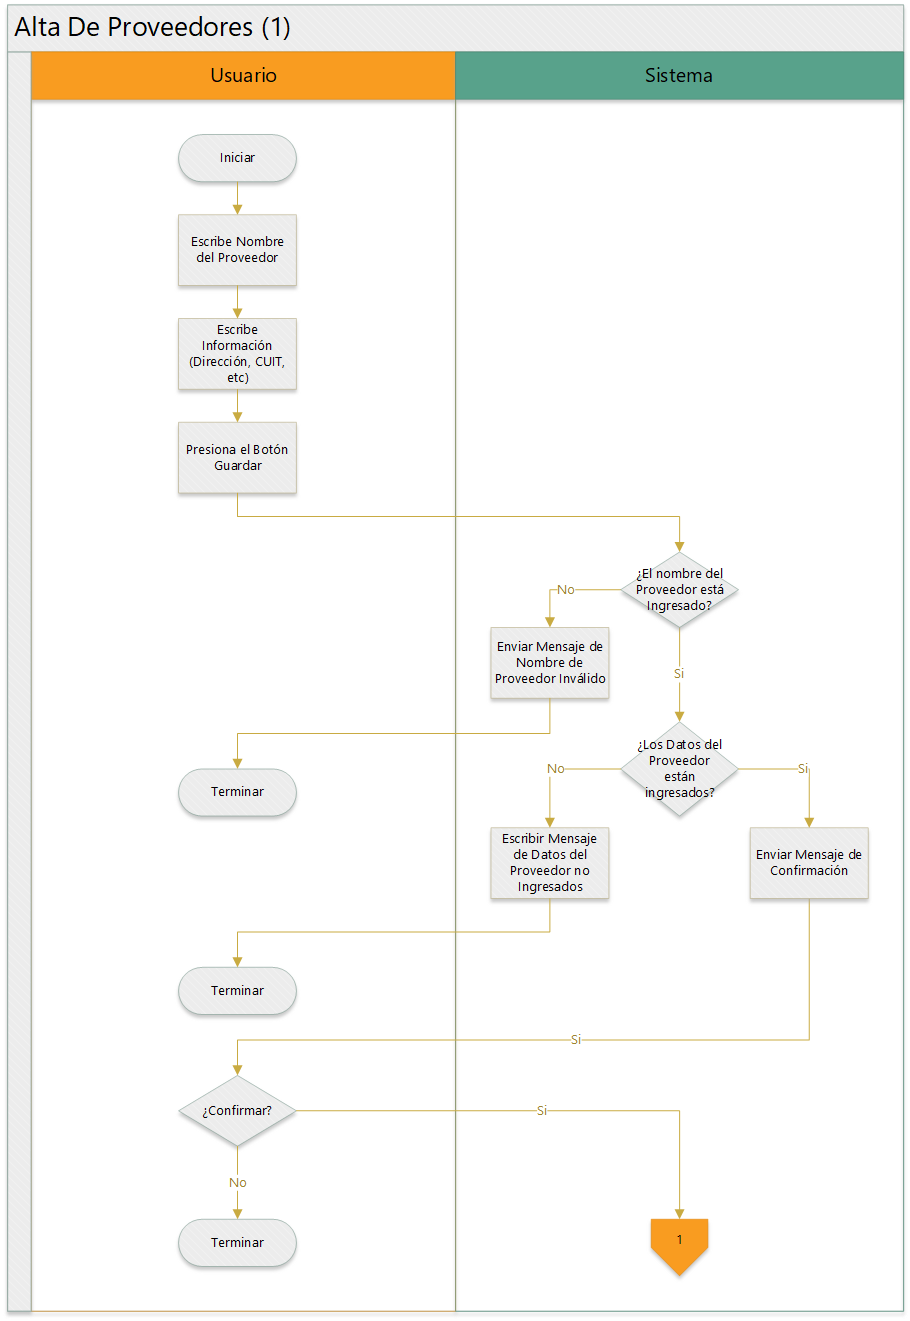 Alta De Proveedores (1)
Usuario
Sistema
Iniciar
Escribe Nombre
del Proveedor
Escribe
Información
(Dirección, CUIT,
etc)
Presiona el Botón
Guardar
¿El nombre del
Proveedor está
Ingresado?
No
Enviar Mensaje de
Nombre de
Proveedor Inválido
Si
Terminar
¿Los Datos del
Proveedor
están
ingresados?
No
Si
Escribir Mensaje
de Datos del
Proveedor no
Ingresados
Enviar Mensaje de
Confirmación
Terminar
Si
¿Confirmar?
Si
No
Terminar
1